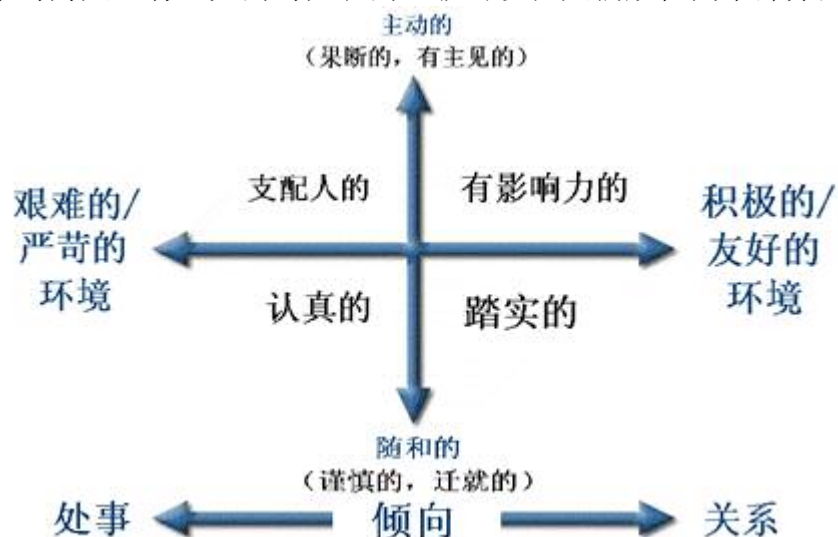 主动的
（果断的，有主见的）
支配人的 有影响力的
艰难的/
严苛的
环境
积极的/
友好的
环境
认真的 踏实的
随和的
（谨慎的，迁就的）
处事 倾向 关系